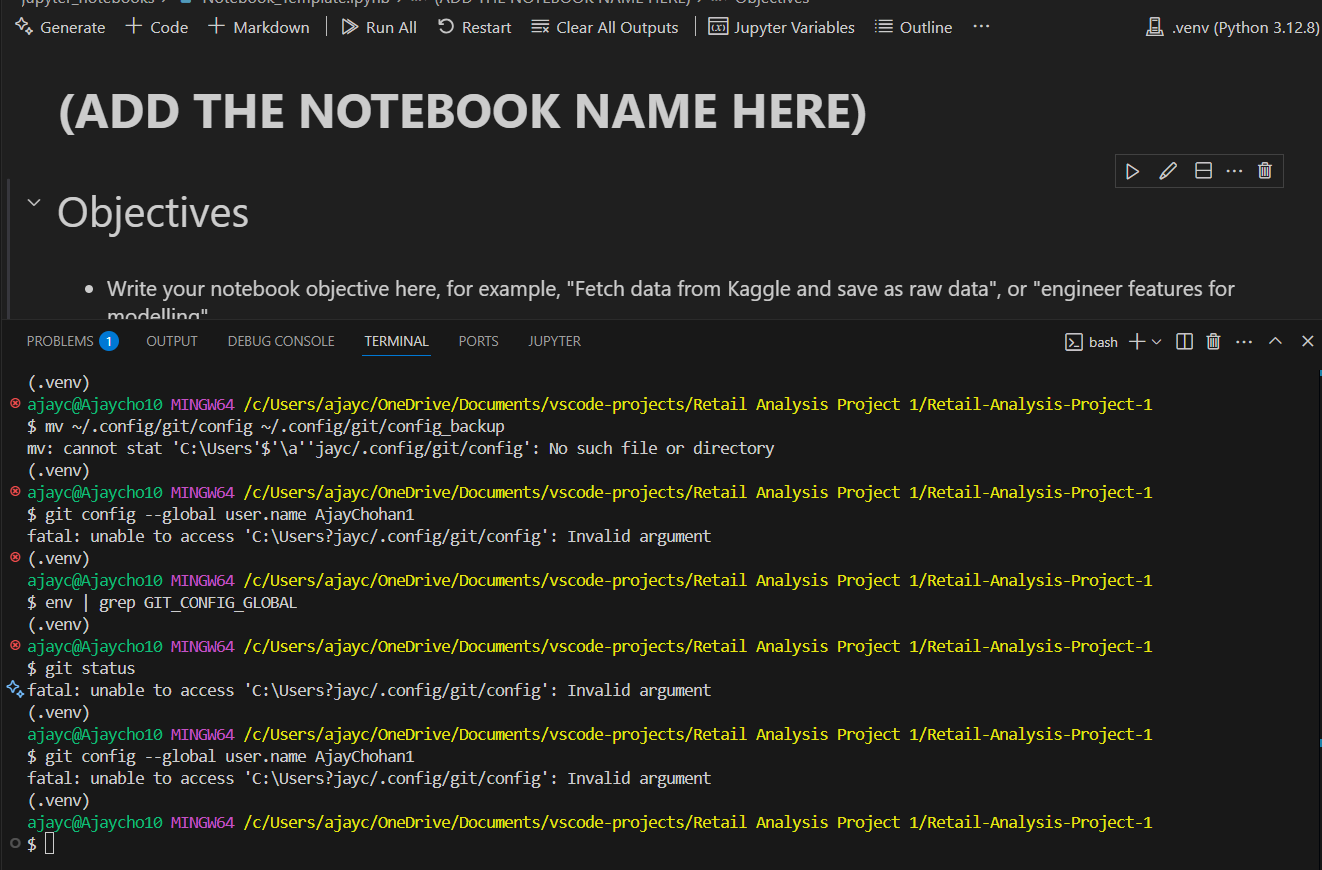 jupyter_notebooks > Notebook_Template.ipynb > (ADD THE NOTEBOOK NAME HERE) > Objectives
Generate Code Markdown Run All Restart Clear All Outputs Jupyter Variables Outline ... .venv (Python 3.12.8)
(ADD THE NOTEBOOK NAME HERE)
Objectives
• Write your notebook objective here, for example, "Fetch data from Kaggle and save as raw data", or "engineer features for
modelling"
PROBLEMS 1 OUTPUT DEBUG CONSOLE TERMINAL PORTS JUPYTER bash
(.venv)
ajayc@Ajaycho10 MINGW64 /c/Users/ajayc/OneDrive/Documents/vscode-projects/Retail Analysis Project 1/Retail-Analysis-Project-1
$ mv ~/.config/git/config ~/.config/git/config_backup
mv: cannot stat 'C:\Users'$'\a''jayc/.config/git/config': No such file or directory
(.venv)
ajayc@Ajaycho10 MINGW64 /c/Users/ajayc/OneDrive/Documents/vscode-projects/Retail Analysis Project 1/Retail-Analysis-Project-1
$ git config --global user.name AjayChohan1
fatal: unable to access 'C:\Users?jayc/.config/git/config': Invalid argument
(.venv)
ajayc@Ajaycho10 MINGW64 /c/Users/ajayc/OneDrive/Documents/vscode-projects/Retail Analysis Project 1/Retail-Analysis-Project-1
$ env | grep GIT_CONFIG_GLOBAL
(.venv)
ajayc@Ajaycho10 MINGW64 /c/Users/ajayc/OneDrive/Documents/vscode-projects/Retail Analysis Project 1/Retail-Analysis-Project-1
$ git status
fatal: unable to access 'C:\Users?jayc/.config/git/config': Invalid argument
(.venv)
ajayc@Ajaycho10 MINGW64 /c/Users/ajayc/OneDrive/Documents/vscode-projects/Retail Analysis Project 1/Retail-Analysis-Project-1
$ git config --global user.name AjayChohan1
fatal: unable to access 'C:\Users?jayc/.config/git/config': Invalid argument
(.venv)
ajayc@Ajaycho10 MINGW64 /c/Users/ajayc/OneDrive/Documents/vscode-projects/Retail Analysis Project 1/Retail-Analysis-Project-1
$